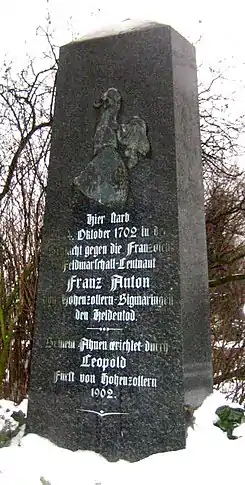 Hier starb
Oktober 1702 in de
gegen die
Feldmarschall-Leutnant
Franz Anton
von Hohenzollern-Sigmaringen
den Heldentod.
Seinem Ahnen errichtet durch
Leopold
Fürst von Hohenzollern
1902.